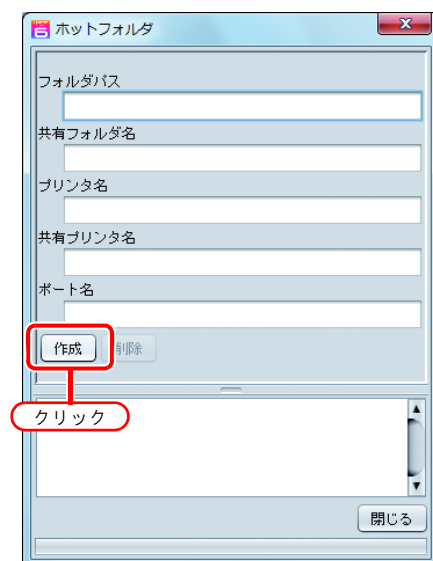 ホットフォルダ
フォルダパス
共有フォルダ名
プリンタ名
共有プリンタ名
ポート名
作成 削除
クリック
閉じる